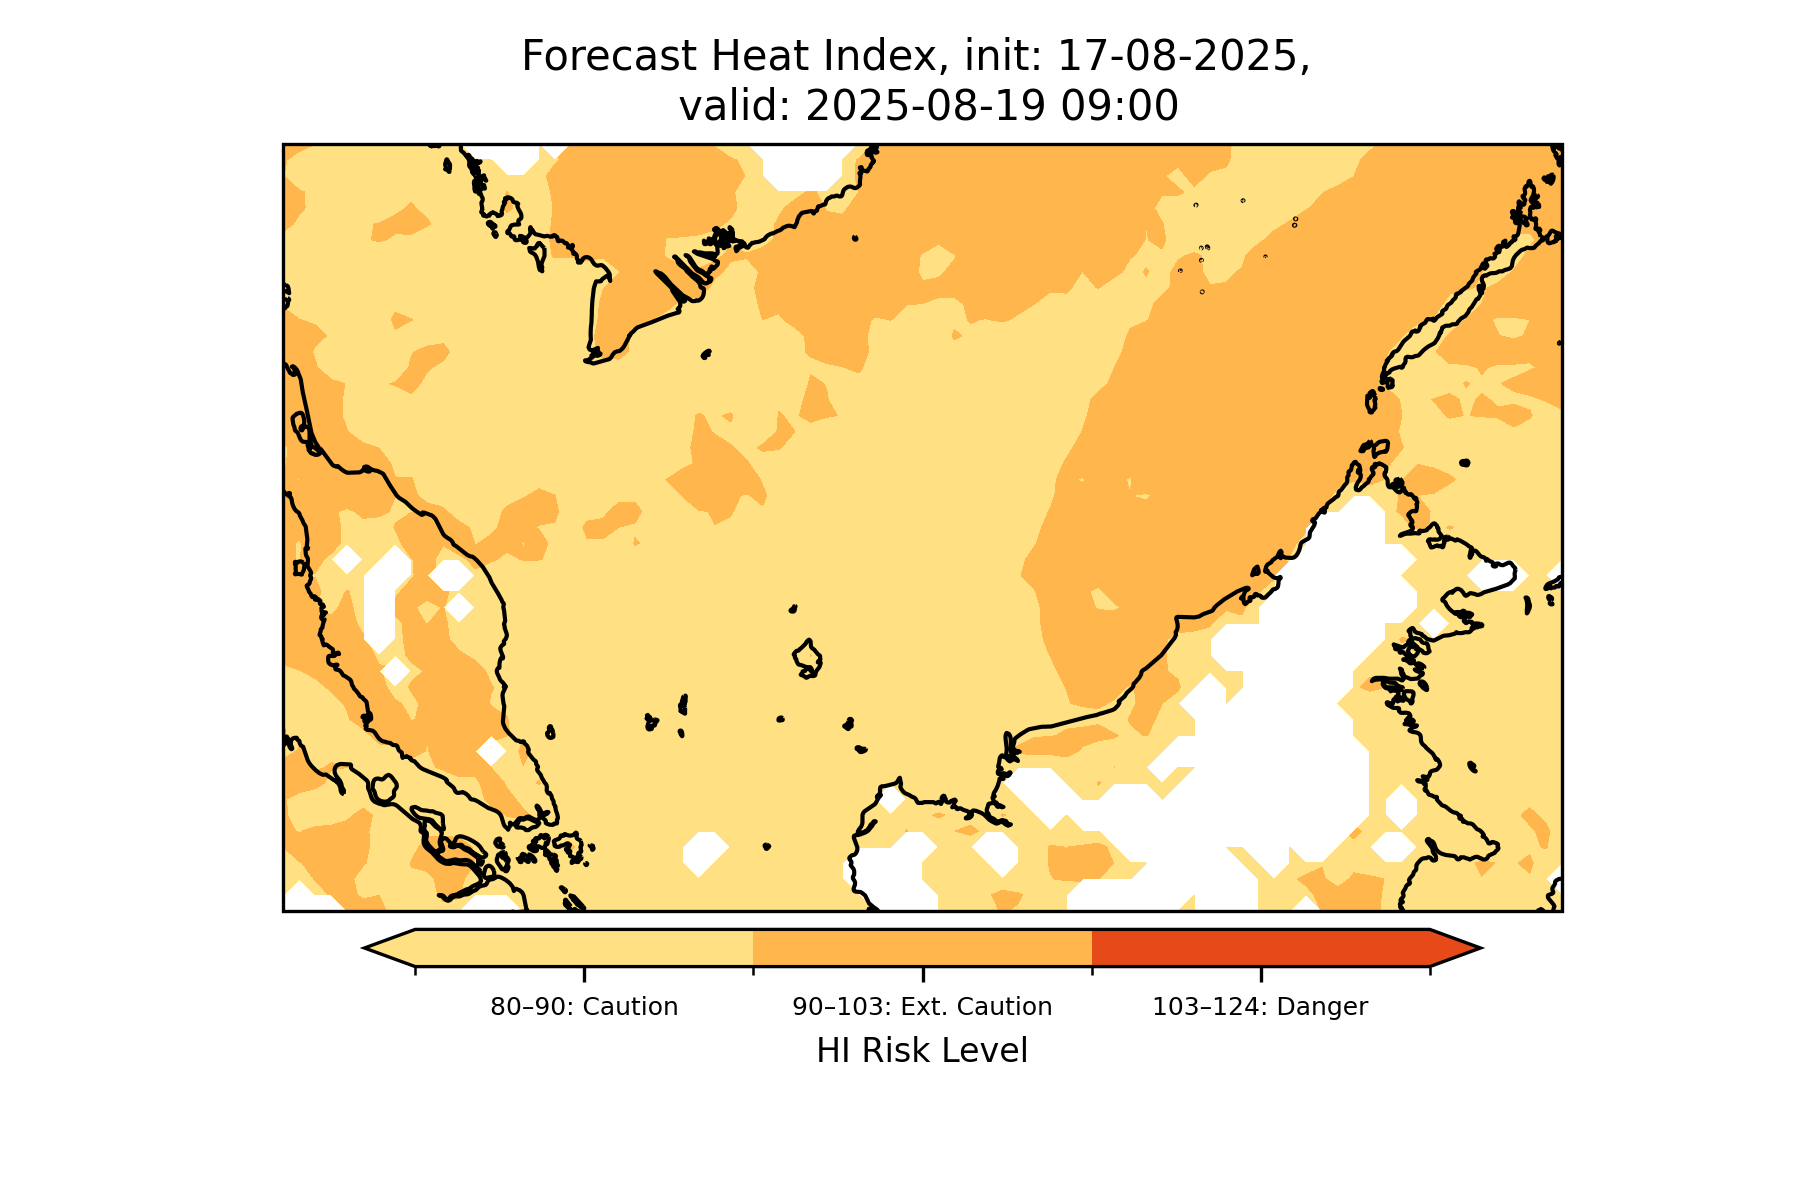 Forecast Heat Index, init: 17-08-2025,
valid: 2025-08-19 09:00
80–90: Caution
90–103: Ext. Caution
103–124: Danger
HI Risk Level